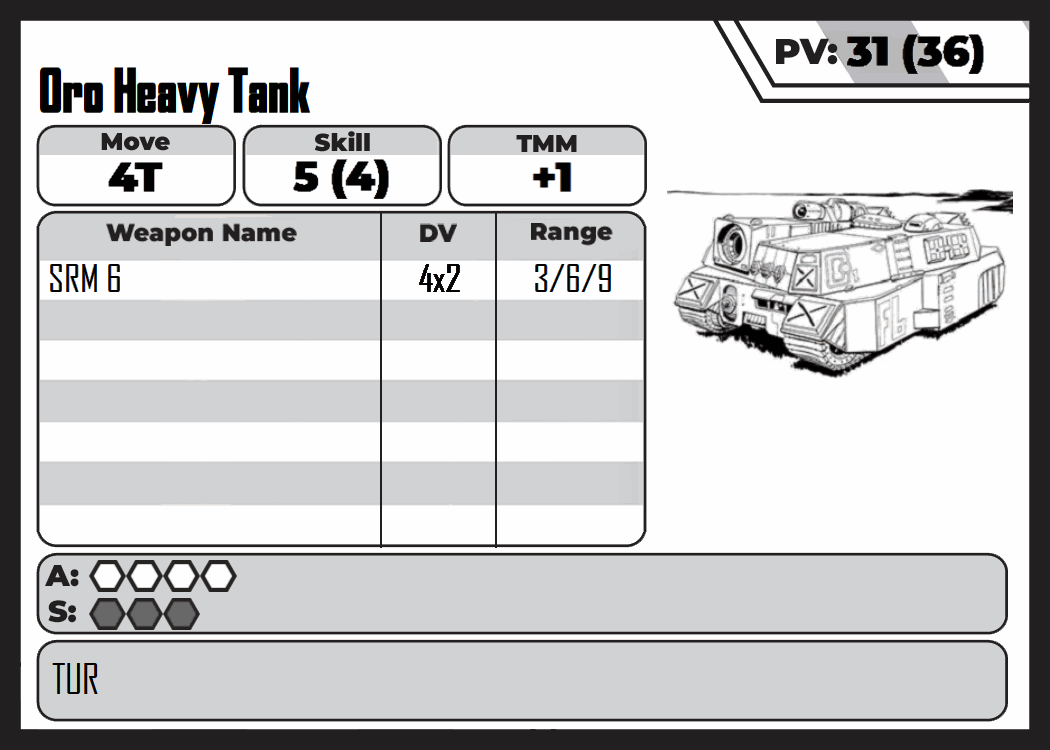 PV: 31 (36)
Oro Heavy Tank
Move Skill TMM
4T 5 (4) +1
Weapon Name DV Range
SRM 6 4x2 3/6/9
A:
S:
TUR